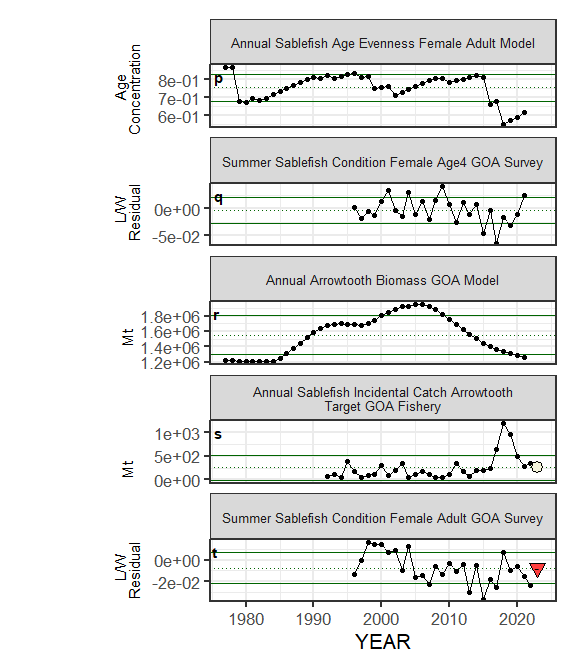 Annual Sablefish Age Evenness Female Adult Model
Age
Concentration
8e-01
7e-01
6e-01
p
Summer Sablefish Condition Female Age4 GOA Survey
L/W
Residual
0e+00
-5e-02
q
Annual Arrowtooth Biomass GOA Model
Mt
1.8e+06
1.6e+06
1.4e+06
1.2e+06
r
Annual Sablefish Incidental Catch Arrowtooth
Target GOA Fishery
Mt
1e+03
5e+02
0e+00
s
Summer Sablefish Condition Female Adult GOA Survey
L/W
Residual
0e+00
-2e-02
t
1980 1990 2000 2010 2020
YEAR